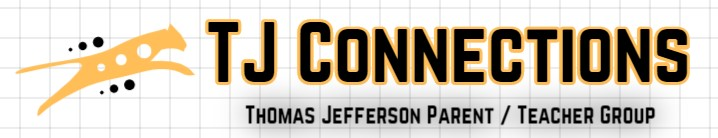 TJ Connections
Thomas Jefferson Parent / Teacher Group